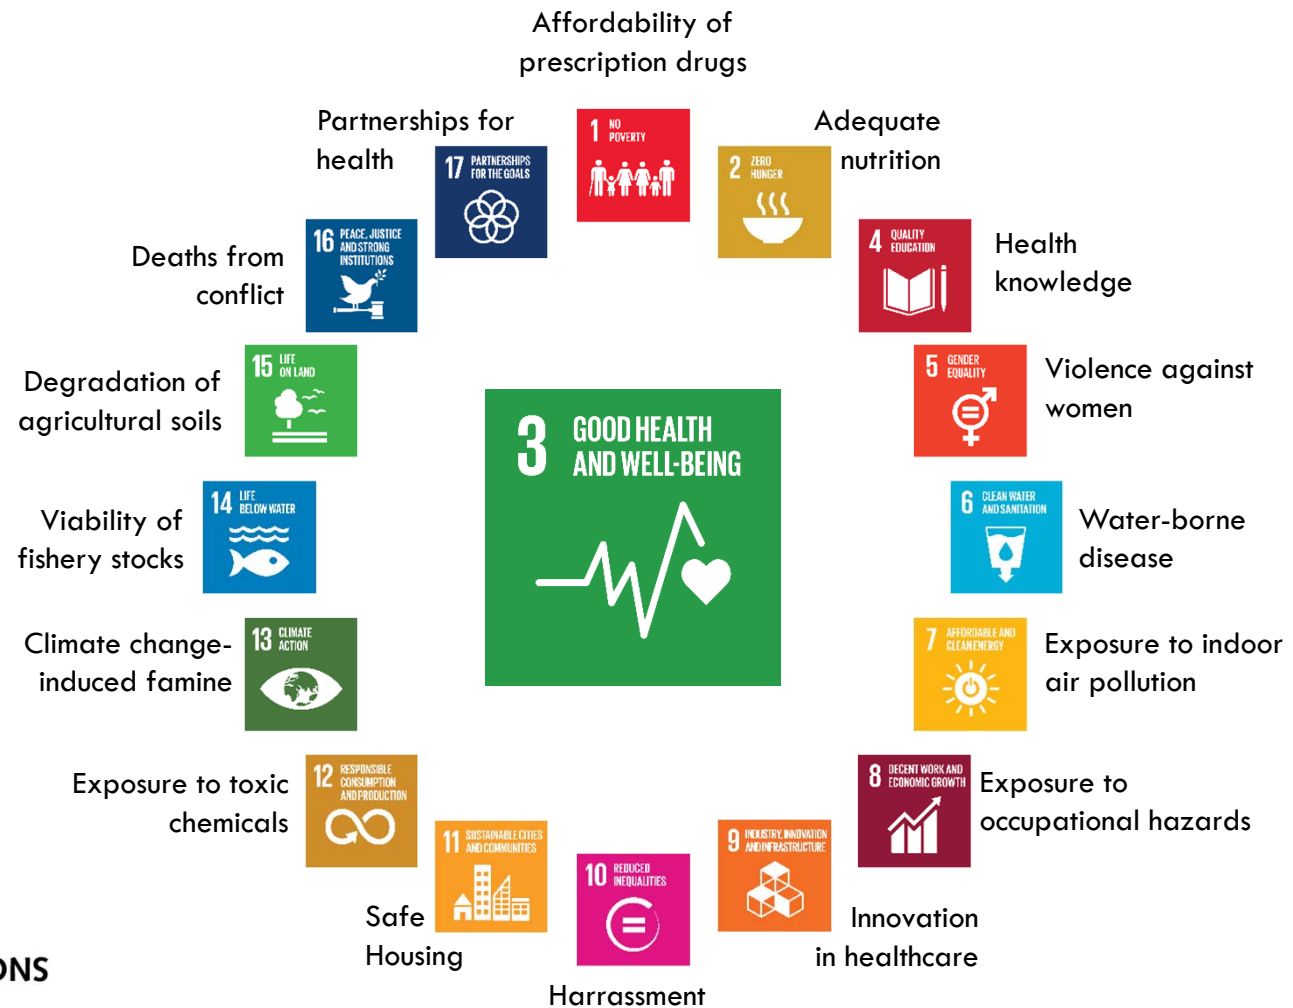 Affordability of
prescription drugs
1 NO
POVERTY
Adequate
nutrition
2 ZERO
HUNGER
Health
knowledge
4 QUALITY
EDUCATION
Violence against
women
5 GENDER
EQUALITY
Water-borne
disease
6 CLEAN WATER
AND SANITATION
Exposure to indoor
air pollution
7 AFFORDABLE AND
CLEAN ENERGY
Exposure to
occupational hazards
8 DECENT WORK AND
ECONOMIC GROWTH
Innovation
in healthcare
9 INDUSTRY, INNOVATION
AND INFRASTRUCTURE
Harrassment
10 REDUCED
INEQUALITIES
Safe
Housing
11 SUSTAINABLE CITIES
AND COMMUNITIES
Exposure to toxic
chemicals
12 RESPONSIBLE
CONSUMPTION
AND PRODUCTION
Climate change-
induced famine
13 CLIMATE
ACTION
Viability of
fishery stocks
14 LIFE
BELOW WATER
Degradation of
agricultural soils
15 LIFE
ON LAND
Deaths from
conflict
16 PEACE, JUSTICE
AND STRONG
INSTITUTIONS
Partnerships for
health
17 PARTNERSHIPS
FOR THE GOALS
3 GOOD HEALTH
AND WELL-BEING
ONS